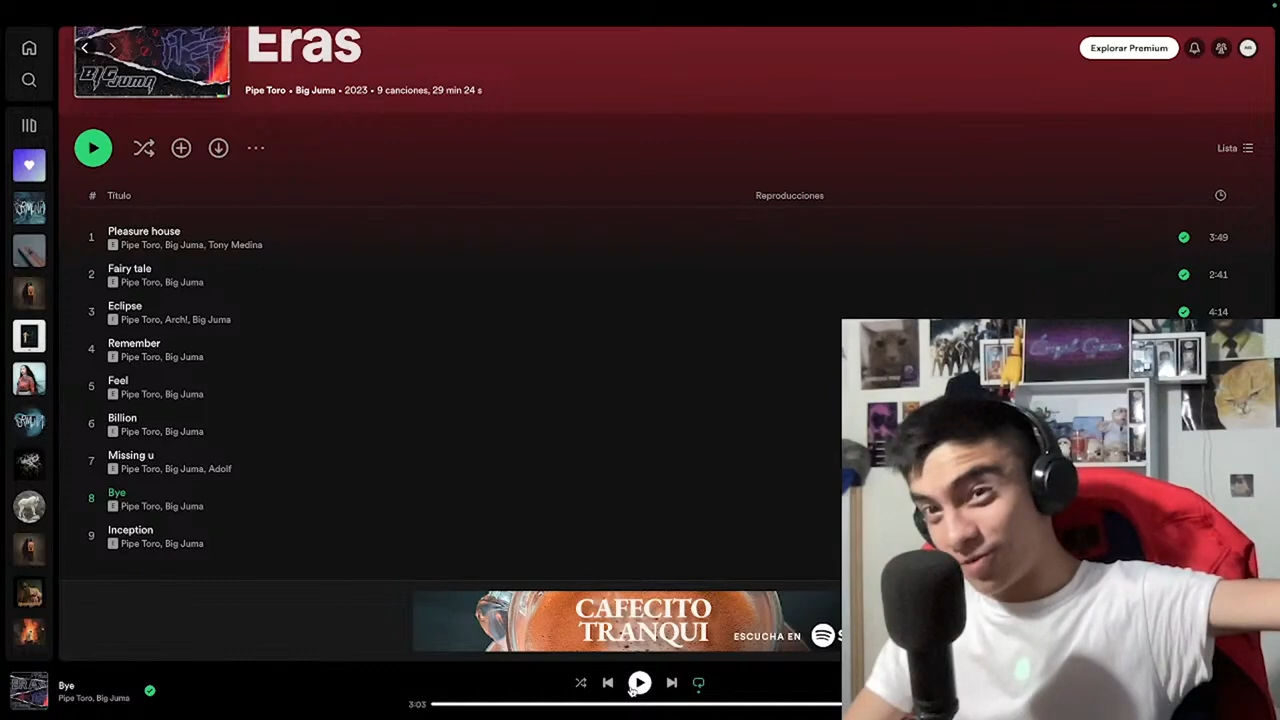 Eras
BIG JUMA
Explorar Premium
Pipe Toro • Big Juma • 2023 • 9 canciones, 29 min 24 s
Lista
# Título Reproducciones
1 Pleasure house 3:49
E Pipe Toro, Big Juma, Tony Medina
2 Fairy tale 2:41
E Pipe Toro, Big Juma
3 Eclipse 4:14
E Pipe Toro, Arch!, Big Juma
4 Remember
E Pipe Toro, Big Juma
5 Feel
E Pipe Toro, Big Juma
6 Billion
E Pipe Toro, Big Juma
7 Missing u
E Pipe Toro, Big Juma, Adolf
8 Bye
E Pipe Toro, Big Juma
9 Inception
E Pipe Toro, Big Juma
CAFECITO
TRANQUI
ESCUCHA EN
Bye
Pipe Toro, Big Juma
3:03